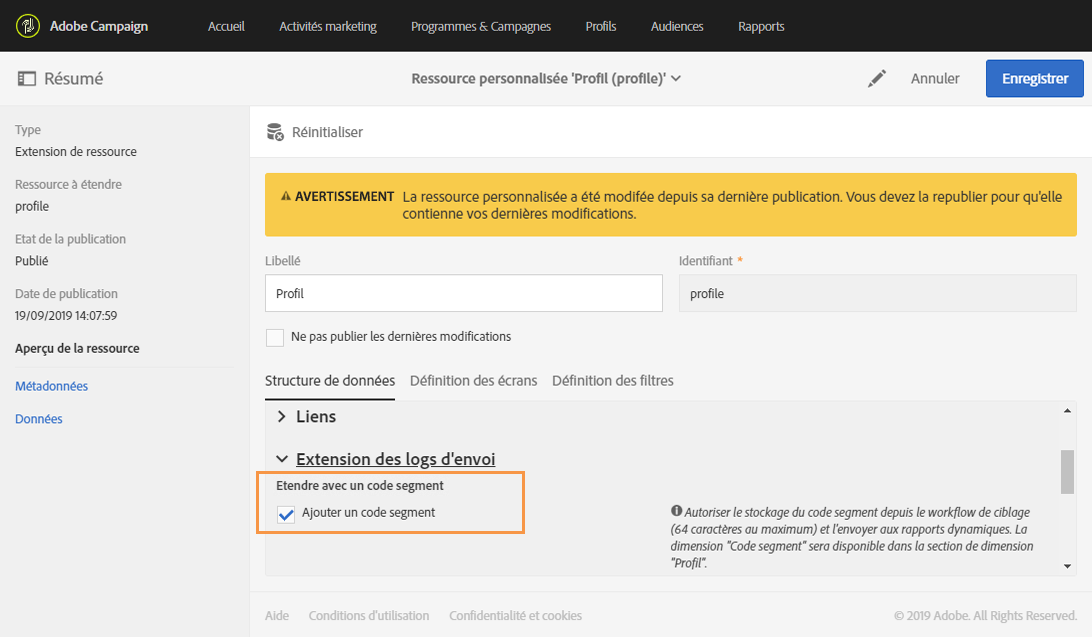 Adobe Campaign Accueil Activités marketing Programmes & Campagnes Profils Audiences Rapports
Résumé
Ressource personnalisée 'Profil (profile)'
Annuler
Enregistrer
Type
Extension de ressource
Ressource à étendre
profile
Etat de la publication
Publié
Date de publication
19/09/2019 14:07:59
Aperçu de la ressource
Métadonnées
Données
Réinitialiser
AVERTISSEMENT La ressource personnalisée a été modifée depuis sa dernière publication. Vous devez la republier pour qu'elle
contienne vos dernières modifications.
Libellé
Profil
Identifiant *
profile
Ne pas publier les dernières modifications
Structure de données Définition des écrans Définition des filtres
Liens
Extension des logs d'envoi
Etendre avec un code segment
Ajouter un code segment
Autoriser le stockage du code segment depuis le workflow de ciblage
(64 caractères au maximum) et l'envoyer aux rapports dynamiques. La
dimension "Code segment" sera disponible dans la section de dimension
"Profil".
Aide Conditions d'utilisation Confidentialité et cookies © 2019 Adobe. All Rights Reserved.